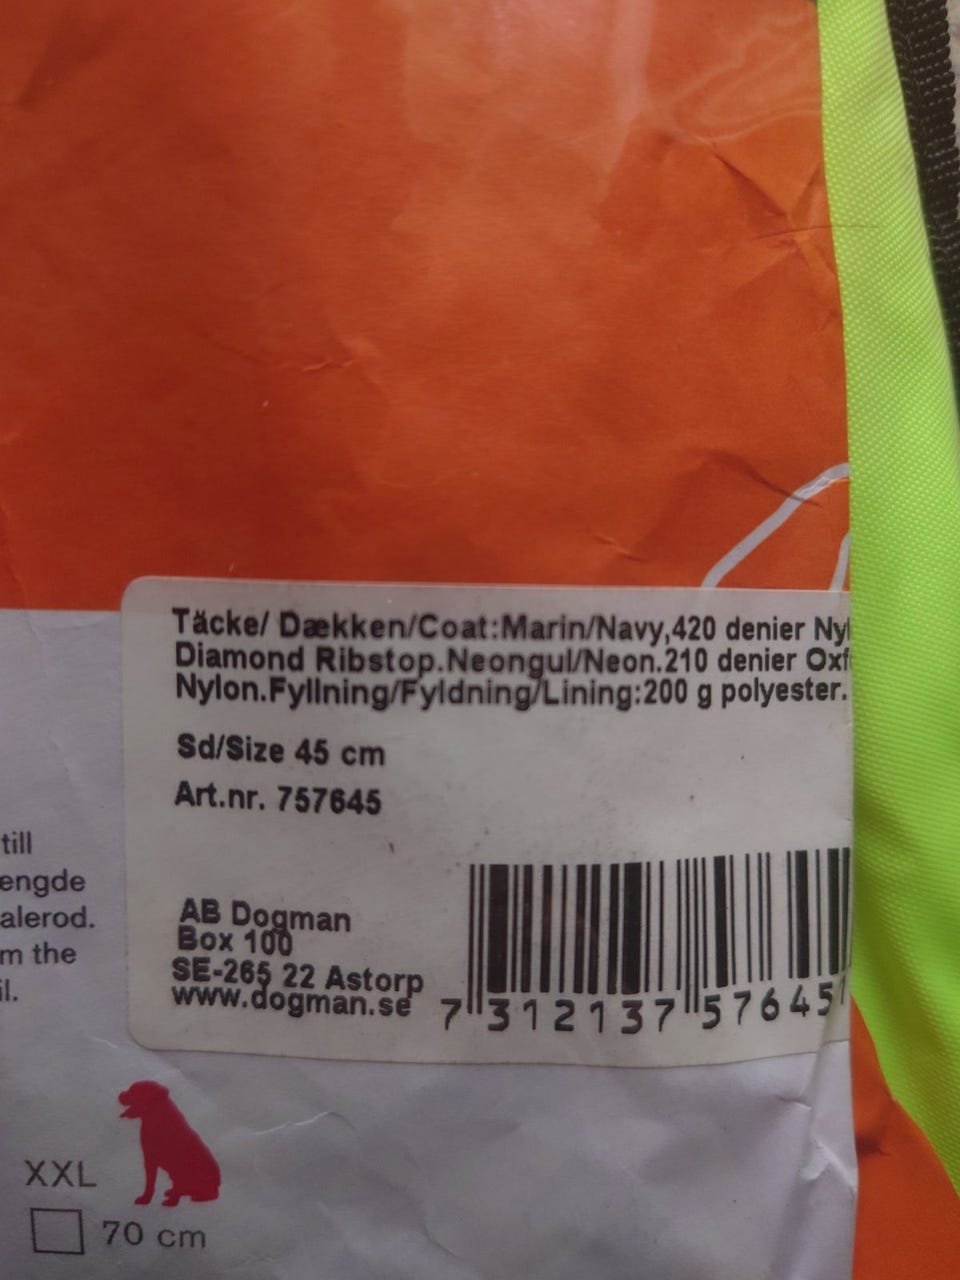 Täcke/ Dækken/Coat:Marin/Navy,420 denier Nyl
Diamond Ribstop.Neongul/Neon.210 denier Oxf
Nylon.Fyllning/Fyldning/Lining:200 g polyester.
Sd/Size 45 cm
Art.nr. 757645
till
engde
alerod.
m the
il.
AB Dogman
Box 100
SE-265 22 Astorp
www.dogman.se
7 312137 576451
XXL
70 cm